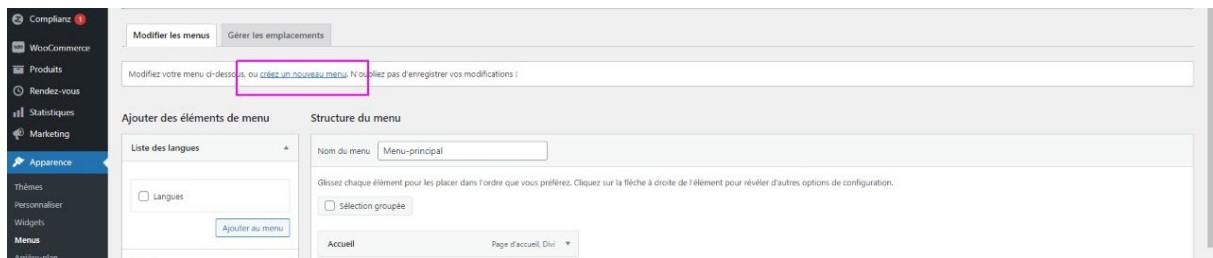 Complianz 1
WooCommerce
Produits
Rendez-vous
Statistiques
Marketing
Apparence
Thèmes
Personnaliser
Widgets
Menus
Arrière-plan
Modifier les menus Gérer les emplacements
Modifiez votre menu ci-dessous, ou créez un nouveau menu. N'oubliez pas d'enregistrer vos modifications !
Ajouter des éléments de menu
Liste des langues
Langues
Ajouter au menu
Structure du menu
Nom du menu Menu-principal
Glissez chaque élément pour les placer dans l'ordre que vous préférez. Cliquez sur la flèche à droite de l'élément pour révéler d'autres options de configuration.
Sélection groupée
Accueil Page d'accueil, Divi